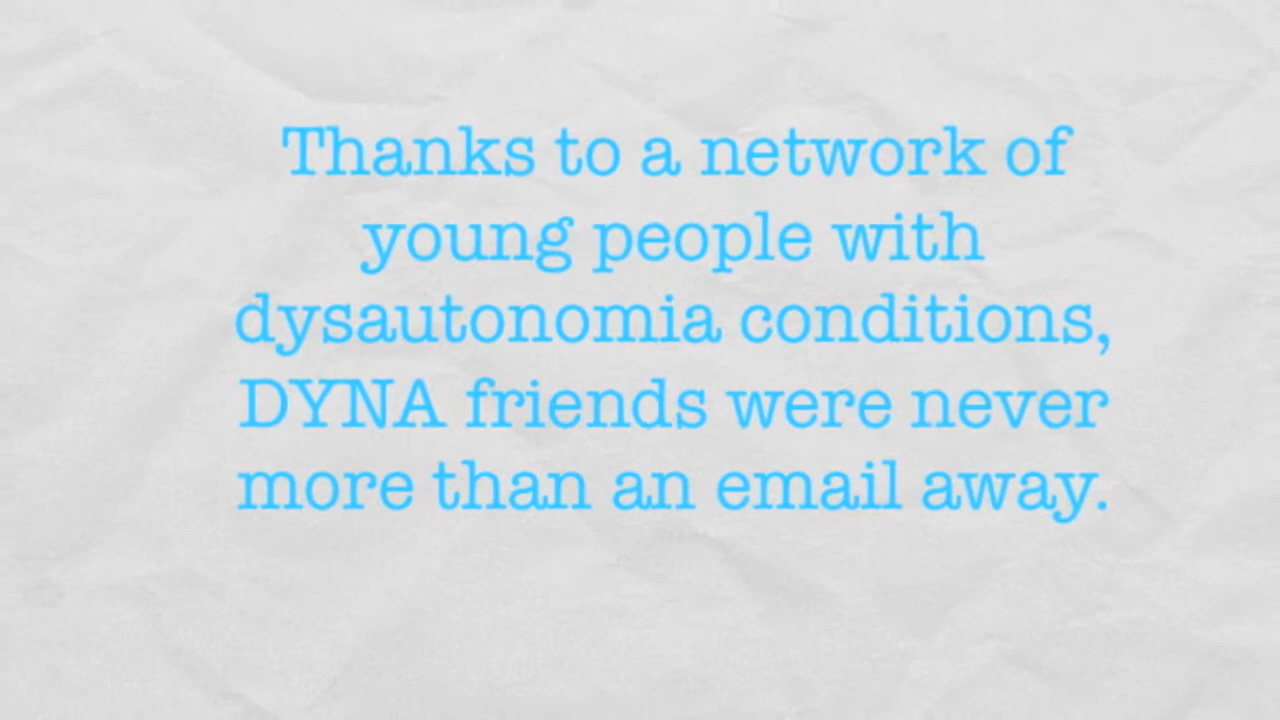 Thanks to a network of
young people with
dysautonomia conditions,
DYNA friends were never
more than an email away.